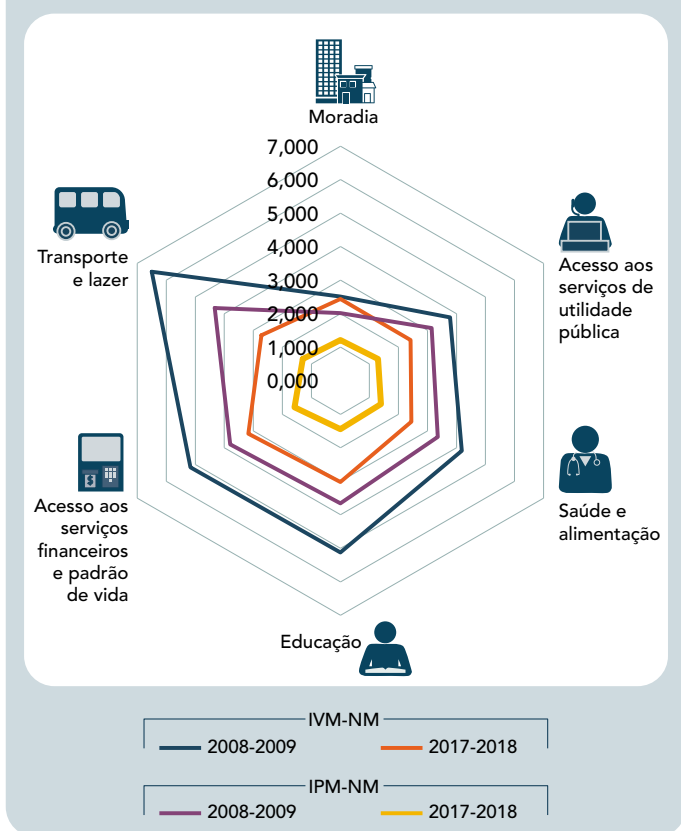 Moradia
7,000
6,000
5,000
4,000
3,000
2,000
1,000
0,000
Transporte
e lazer
Acesso aos
serviços de
utilidade
pública
Acesso aos
serviços
financeiros
e padrão
de vida
Saúde e
alimentação
Educação
IVM-NM
2008-2009
2017-2018
IPM-NM
2008-2009
2017-2018